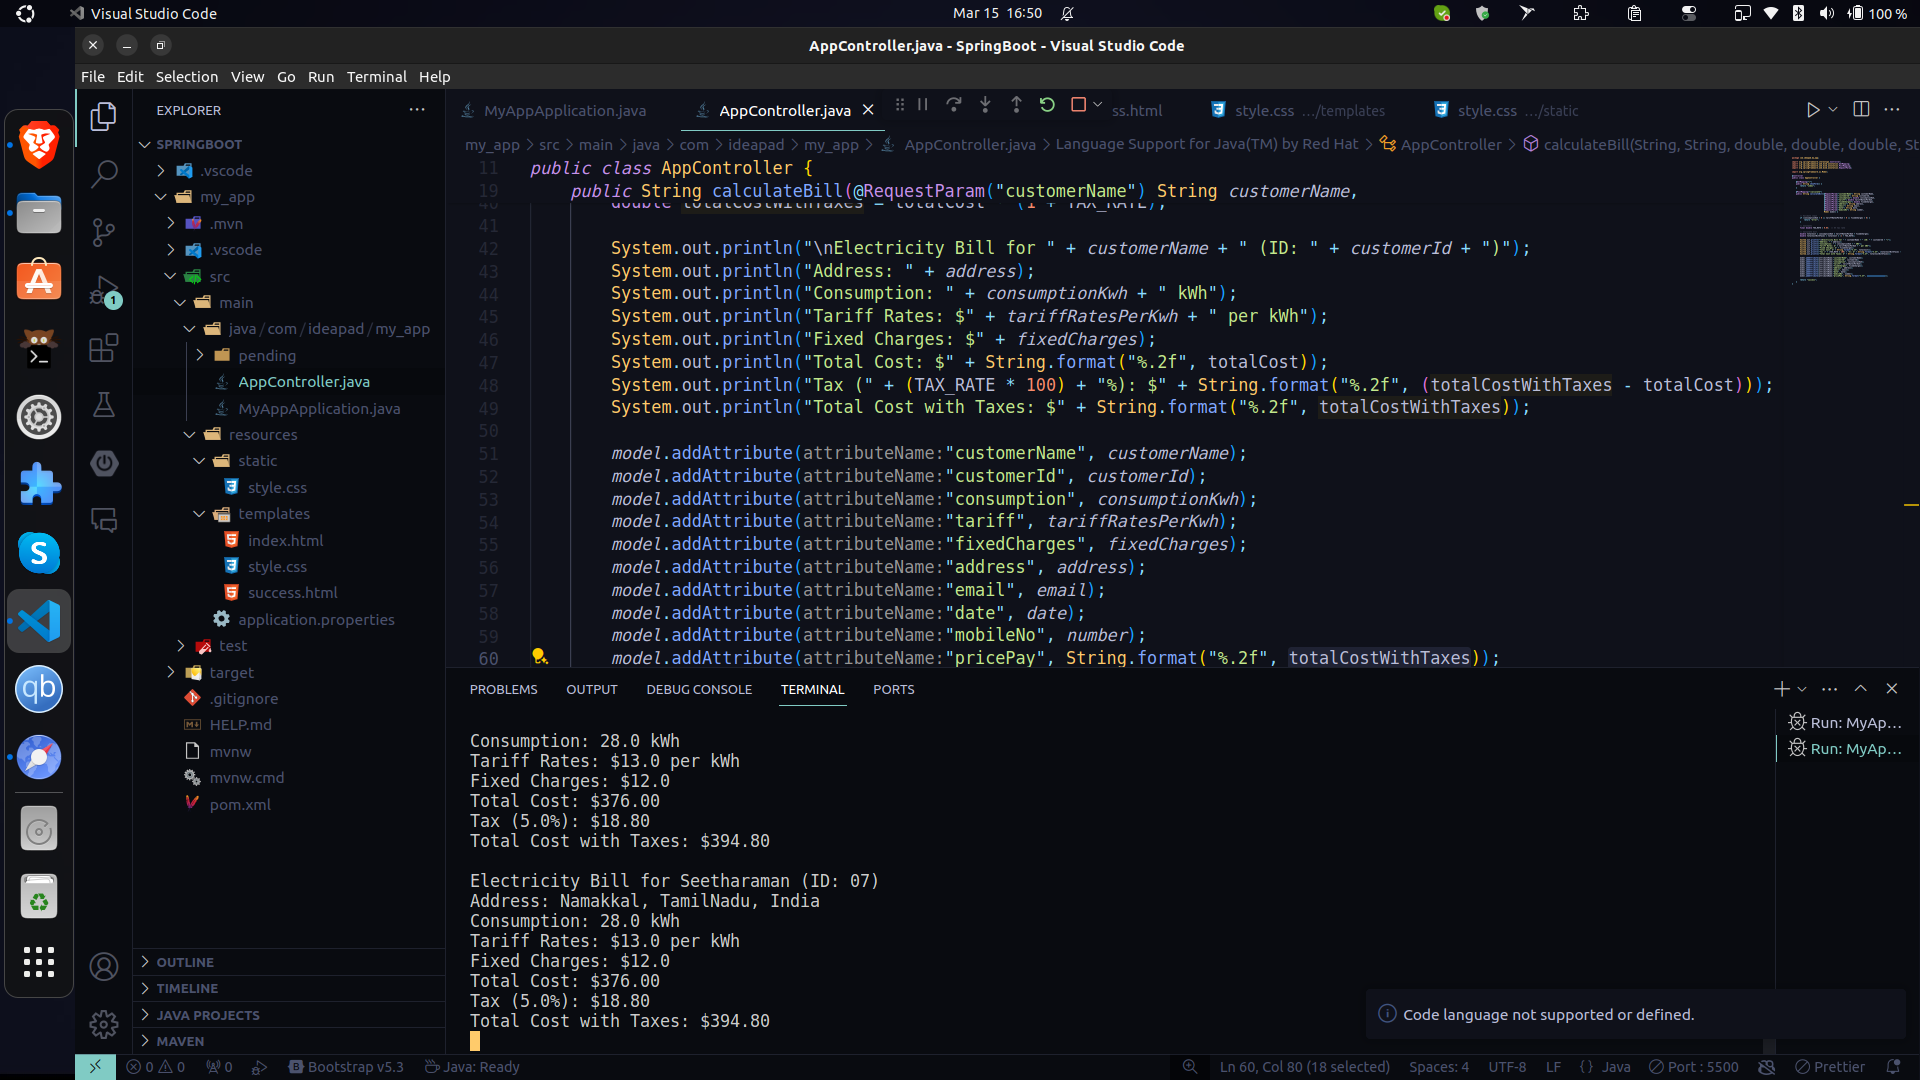 Visual Studio Code
Mar 15 16:50
100 %
AppController.java - SpringBoot - Visual Studio Code
File Edit Selection View Go Run Terminal Help
EXPLORER
SPRINGBOOT
.vscode
my_app
.mvn
.vscode
src
main
java/com/ideapad/my_app
pending
AppController.java
MyAppApplication.java
resources
static
style.css
templates
index.html
style.css
success.html
application.properties
test
target
.gitignore
HELP.md
mvnw
mvnw.cmd
pom.xml
OUTLINE
TIMELINE
JAVA PROJECTS
MAVEN
1
MyAppApplication.java AppController.java ss.html style.css .../templates style.css .../static
my_app > src > main > java > com > ideapad > my_app > AppController.java > Language Support for Java(TM) by Red Hat > AppController > calculateBill(String, String, double, double, double, St
11 public class AppController {
19 public String calculateBill(@RequestParam("customerName") String customerName,
40 double totalCostWithTaxes = totalCost * (1 + TAX_RATE);
41
42 System.out.println("\nElectricity Bill for " + customerName + " (ID: " + customerId + ")");
43 System.out.println("Address: " + address);
44 System.out.println("Consumption: " + consumptionKwh + " kWh");
45 System.out.println("Tariff Rates: $" + tariffRatesPerKwh + " per kWh");
46 System.out.println("Fixed Charges: $" + fixedCharges);
47 System.out.println("Total Cost: $" + String.format("%.2f", totalCost));
48 System.out.println("Tax (" + (TAX_RATE * 100) + "%): $" + String.format("%.2f", (totalCostWithTaxes - totalCost)));
49 System.out.println("Total Cost with Taxes: $" + String.format("%.2f", totalCostWithTaxes));
50
51 model.addAttribute(attributeName:"customerName", customerName);
52 model.addAttribute(attributeName:"customerId", customerId);
53 model.addAttribute(attributeName:"consumption", consumptionKwh);
54 model.addAttribute(attributeName:"tariff", tariffRatesPerKwh);
55 model.addAttribute(attributeName:"fixedCharges", fixedCharges);
56 model.addAttribute(attributeName:"address", address);
57 model.addAttribute(attributeName:"email", email);
58 model.addAttribute(attributeName:"date", date);
59 model.addAttribute(attributeName:"mobileNo", number);
60 model.addAttribute(attributeName:"pricePay", String.format("%.2f", totalCostWithTaxes));
PROBLEMS OUTPUT DEBUG CONSOLE TERMINAL PORTS
Run: MyAp...
Run: MyAp...
Consumption: 28.0 kWh
Tariff Rates: $13.0 per kWh
Fixed Charges: $12.0
Total Cost: $376.00
Tax (5.0%): $18.80
Total Cost with Taxes: $394.80
Electricity Bill for Seetharaman (ID: 07)
Address: Namakkal, TamilNadu, India
Consumption: 28.0 kWh
Tariff Rates: $13.0 per kWh
Fixed Charges: $12.0
Total Cost: $376.00
Tax (5.0%): $18.80
Total Cost with Taxes: $394.80
Code language not supported or defined.
0 0 0 Bootstrap v5.3 Java: Ready
Ln 60, Col 80 (18 selected) Spaces: 4 UTF-8 LF {} Java Port : 5500 Prettier